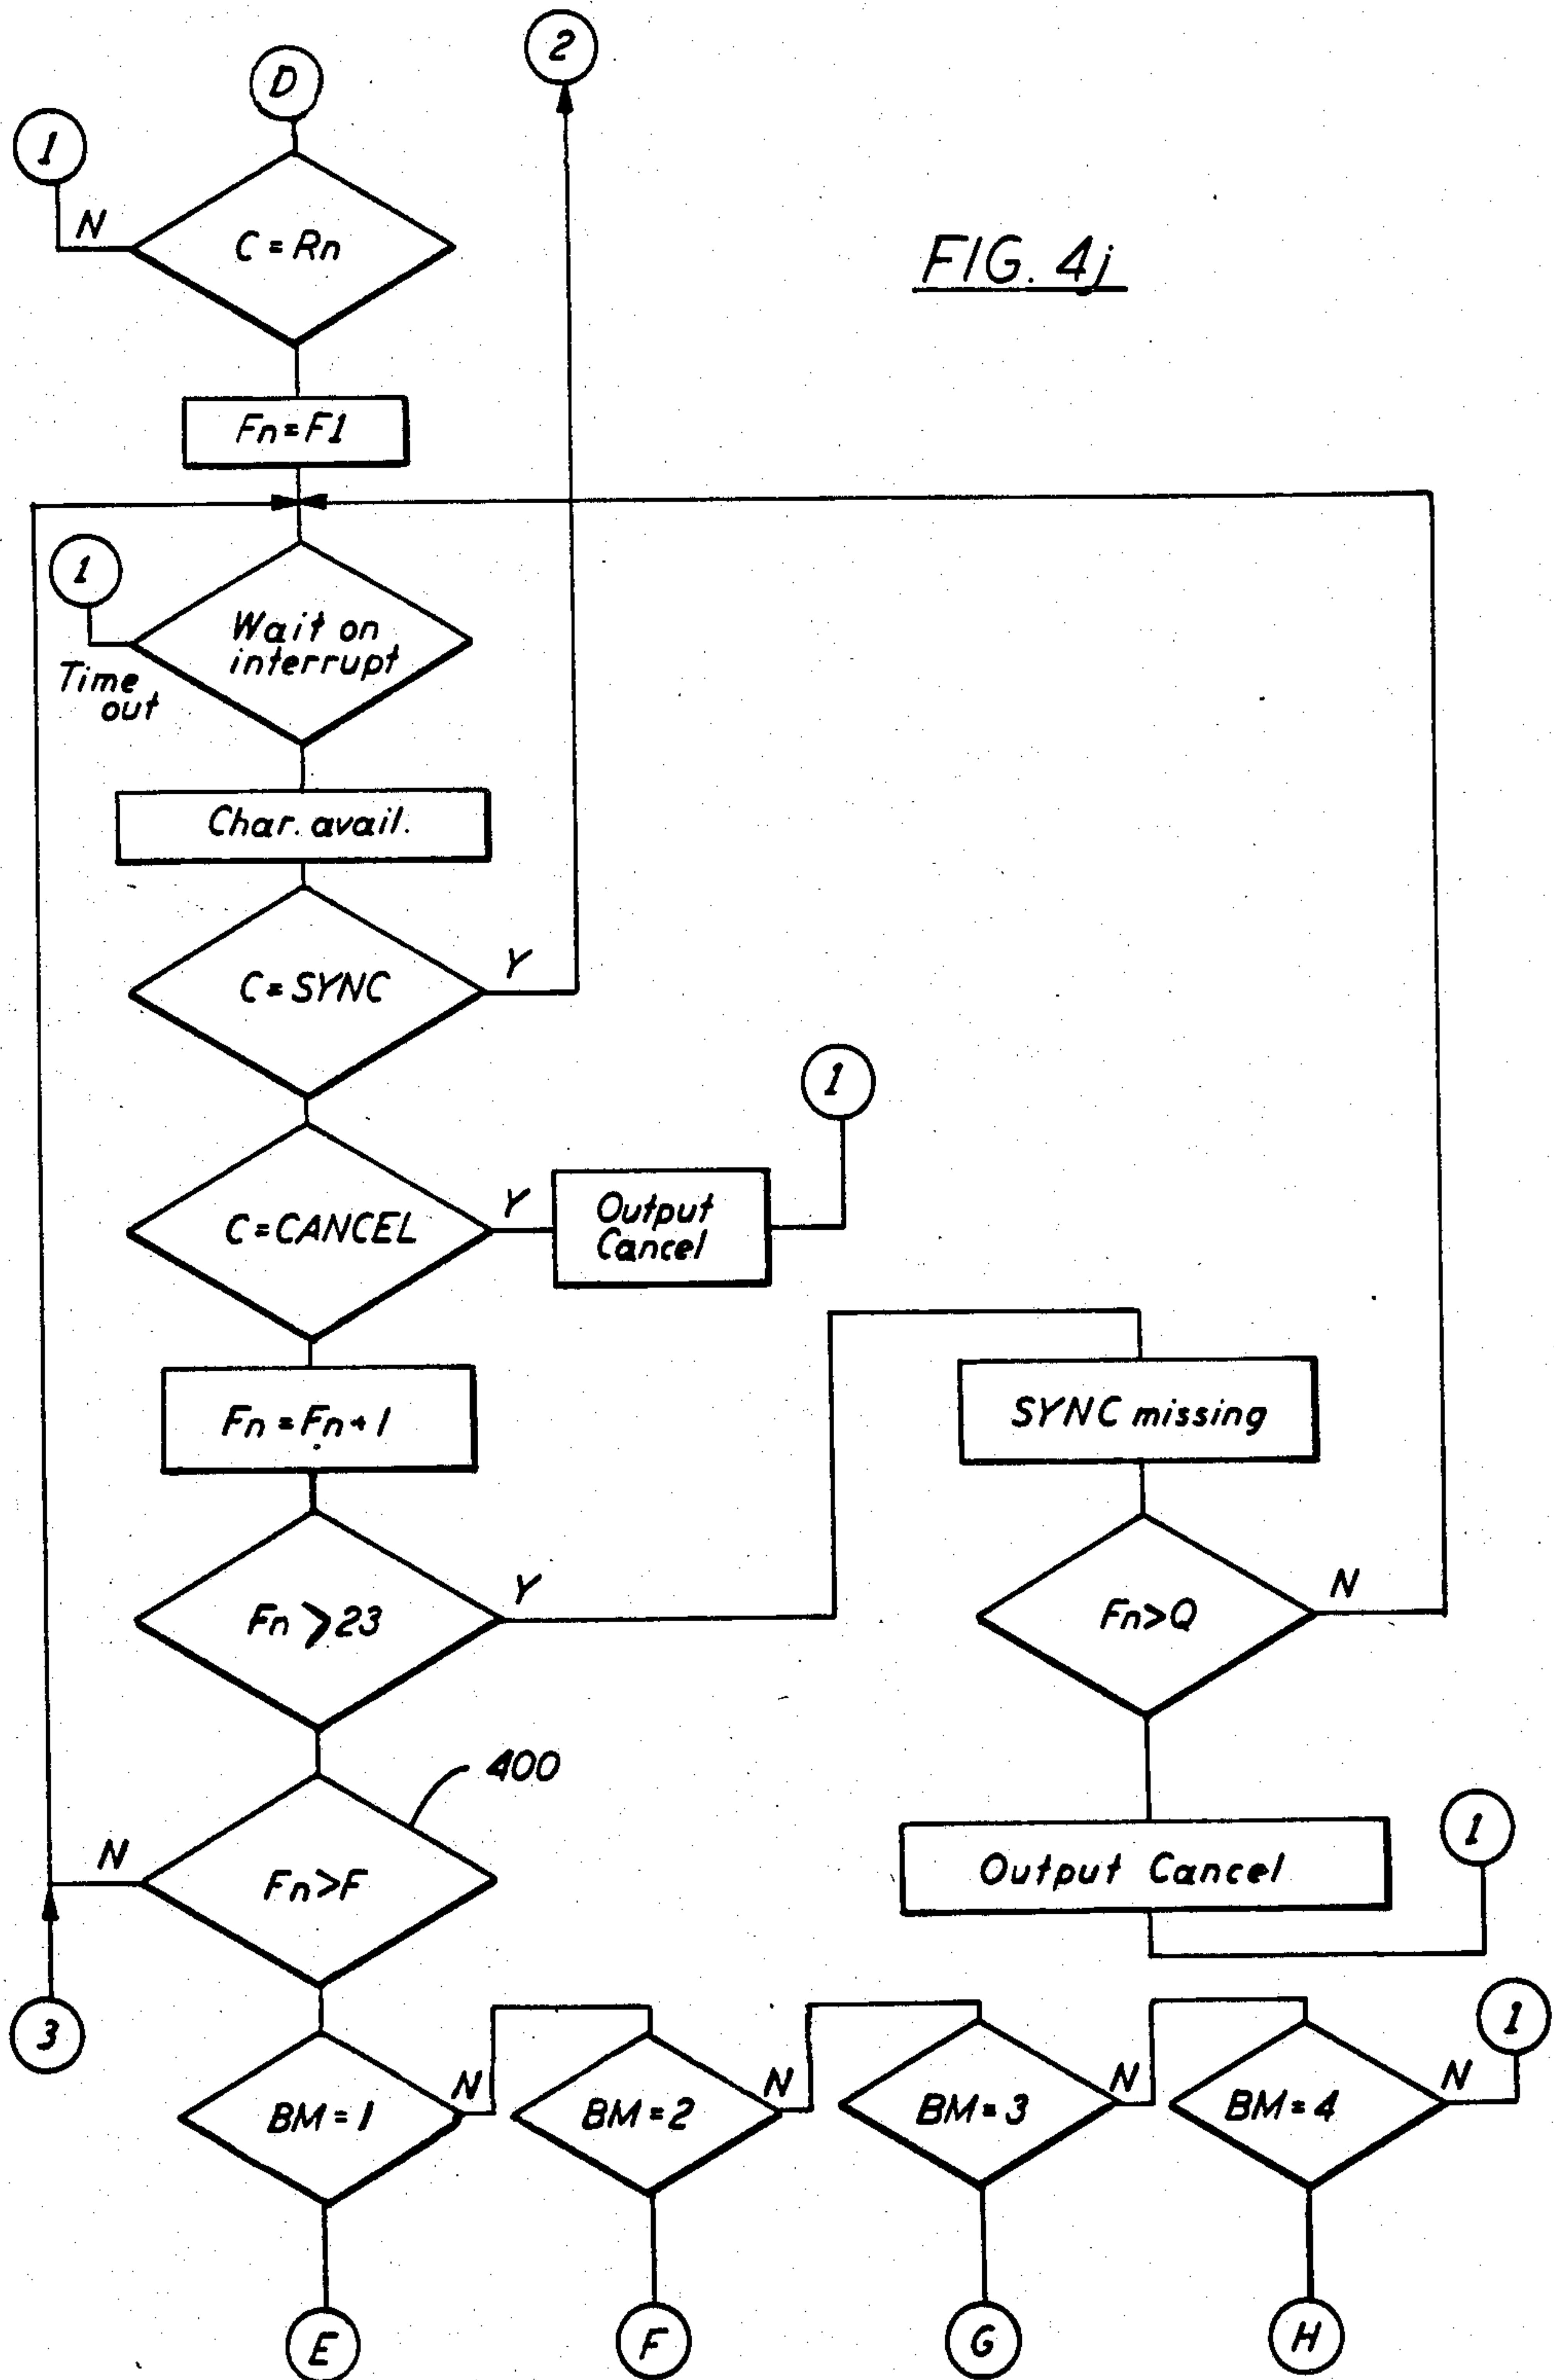 2
D
1
N
C = Rn
FIG. 4j
Fn = F1
1
Wait on
interrupt
Time
out
Char. avail.
C = SYNC
Y
1
C = CANCEL
Y
Output
Cancel
Fn = Fn + 1
SYNC missing
Fn > 23
Y
Fn > Q
N
400
N
Fn > F
Output Cancel
1
3
1
BM = 1
N
BM = 2
N
BM = 3
N
BM = 4
N
E
F
G
H